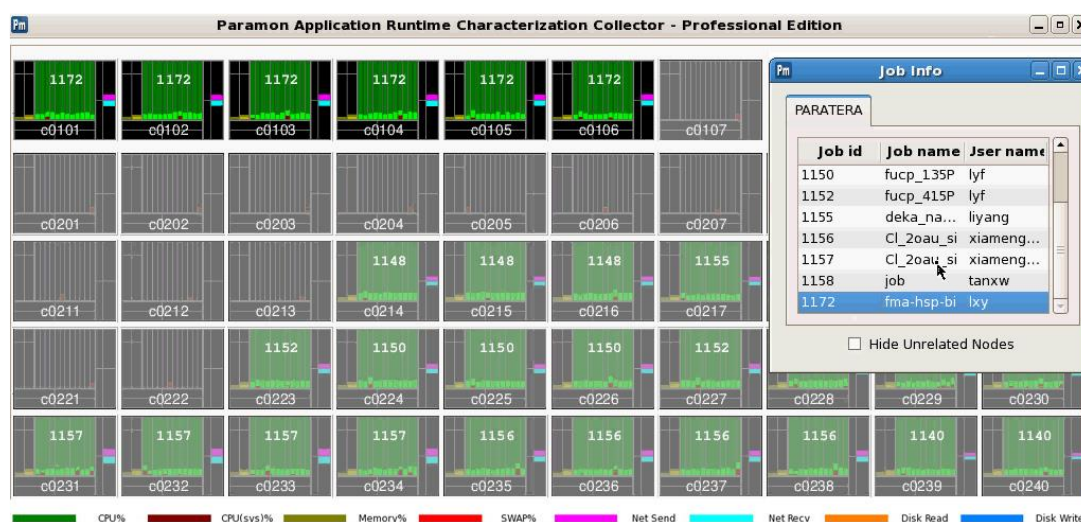 Pm Paramon Application Runtime Characterization Collector - Professional Edition
1172 1172 1172 1172 1172 1172
c0101 c0102 c0103 c0104 c0105 c0106 c0107
Pm Job Info
PARATERA
Job id Job name Jser name
1150 fucp_135P lyf
1152 fucp_415P lyf
1155 deka_na... liyang
1156 Cl_2oau_si xiameng...
1157 Cl_2oau_si xiameng...
1158 job tanxw
1172 fma-hsp-bi lxy
Hide Unrelated Nodes
c0201 c0202 c0203 c0204 c0205 c0206 c0207
1148 1148 1148 1155
c0211 c0212 c0213 c0214 c0215 c0216 c0217
1152 1150 1150 1150 1152
c0221 c0222 c0223 c0224 c0225 c0226 c0227 c0228 c0229 c0230
1157 1157 1157 1157 1156 1156 1156 1156 1140 1140
c0231 c0232 c0233 c0234 c0235 c0236 c0237 c0238 c0239 c0240
CPU% CPU(sys)% Memory% SWAP% Net Send Net Recv Disk Read Disk Write